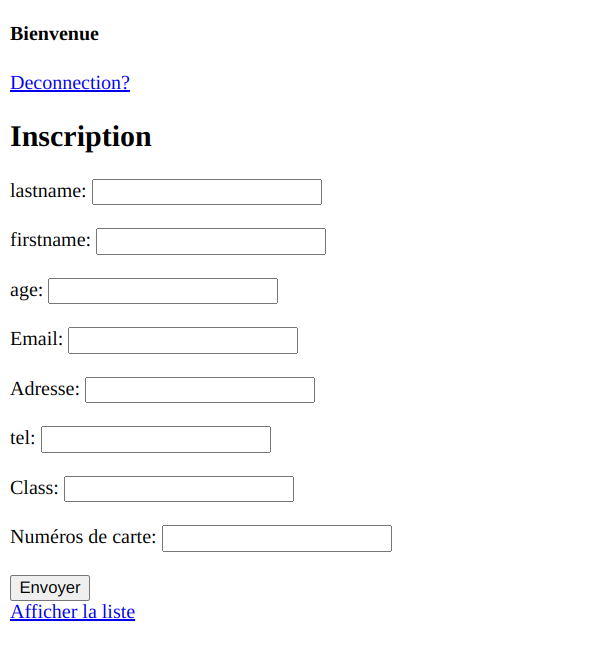 Bienvenue
Deconnection?
Inscription
lastname:
firstname:
age:
Email:
Adresse:
tel:
Class:
Numéros de carte:
Envoyer
Afficher la liste